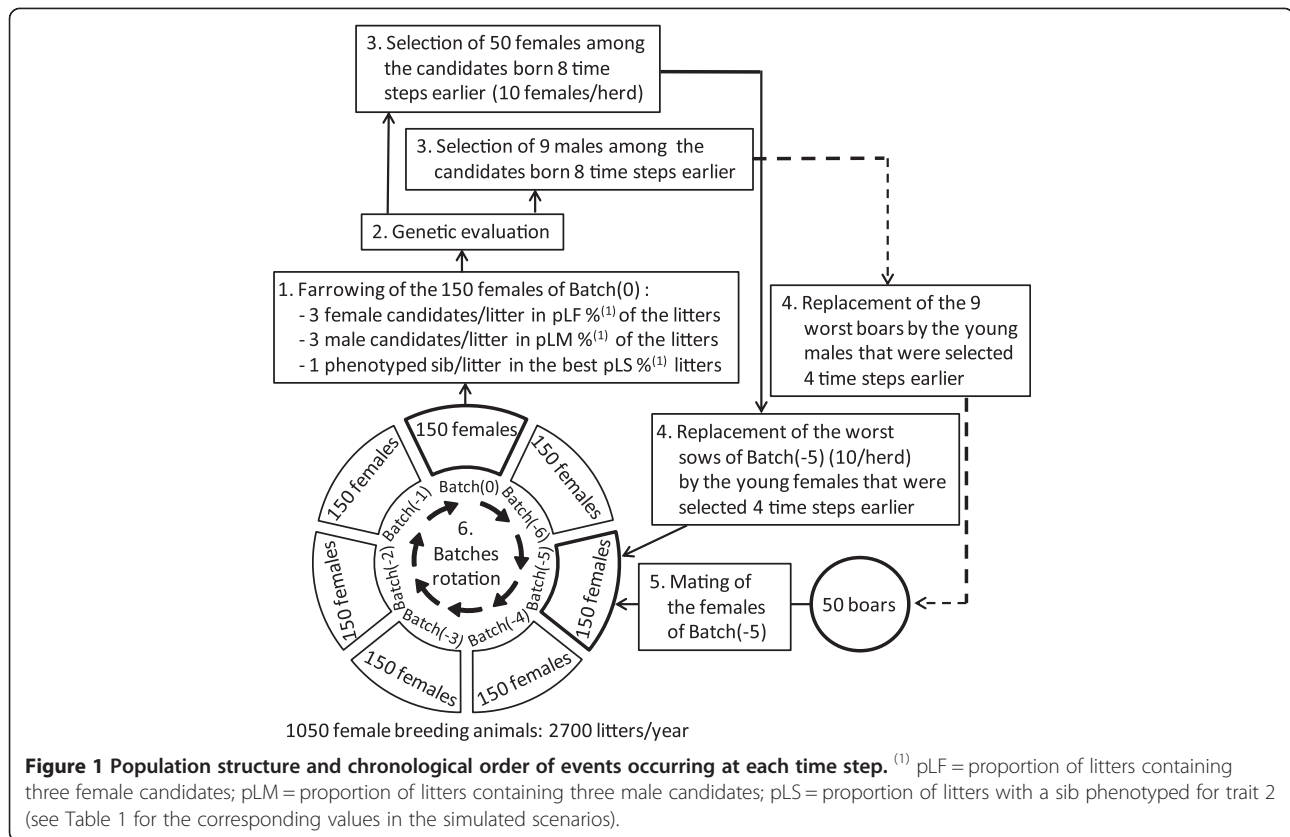 3. Selection of 50 females among
the candidates born 8 time
steps earlier (10 females/herd)
3. Selection of 9 males among the
candidates born 8 time steps earlier
2. Genetic evaluation
1. Farrowing of the 150 females of Batch(0) :
- 3 female candidates/litter in pLF %(1) of the litters
- 3 male candidates/litter in pLM %(1) of the litters
- 1 phenotyped sib/litter in the best pLS %(1) litters
4. Replacement of the 9
worst boars by the young
males that were selected
4 time steps earlier
4. Replacement of the worst
sows of Batch(-5) (10/herd)
by the young females that were
selected 4 time steps earlier
150 females
150 females
150 females
150 females
150 females
150 females
150 females
Batch(0)
Batch(-6)
Batch(-5)
Batch(-4)
Batch(-3)
Batch(-2)
Batch(-1)
6.
Batches
rotation
5. Mating of
the females
of Batch(-5)
50 boars
1050 female breeding animals: 2700 litters/year
Figure 1 Population structure and chronological order of events occurring at each time step. (1) pLF = proportion of litters containing
three female candidates; pLM = proportion of litters containing three male candidates; pLS = proportion of litters with a sib phenotyped for trait 2
(see Table 1 for the corresponding values in the simulated scenarios).